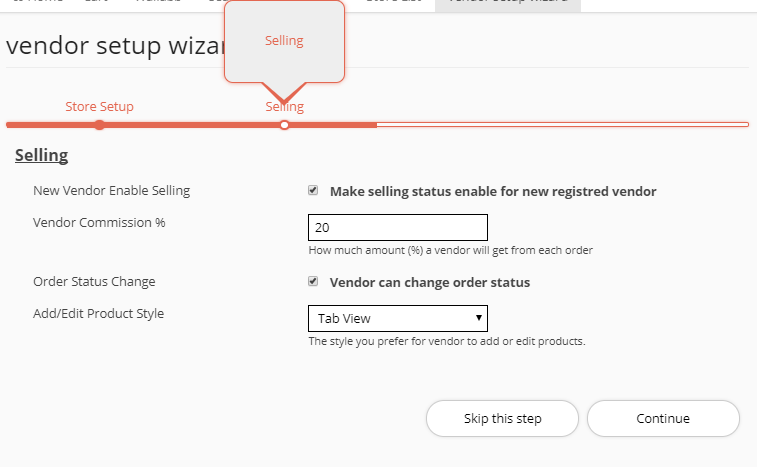 vendor setup wiza
Selling
Store Setup
Selling
Selling
New Vendor Enable Selling
Make selling status enable for new registred vendor
Vendor Commission %
20
How much amount (%) a vendor will get from each order
Order Status Change
Vendor can change order status
Add/Edit Product Style
Tab View
The style you prefer for vendor to add or edit products.
Skip this step
Continue